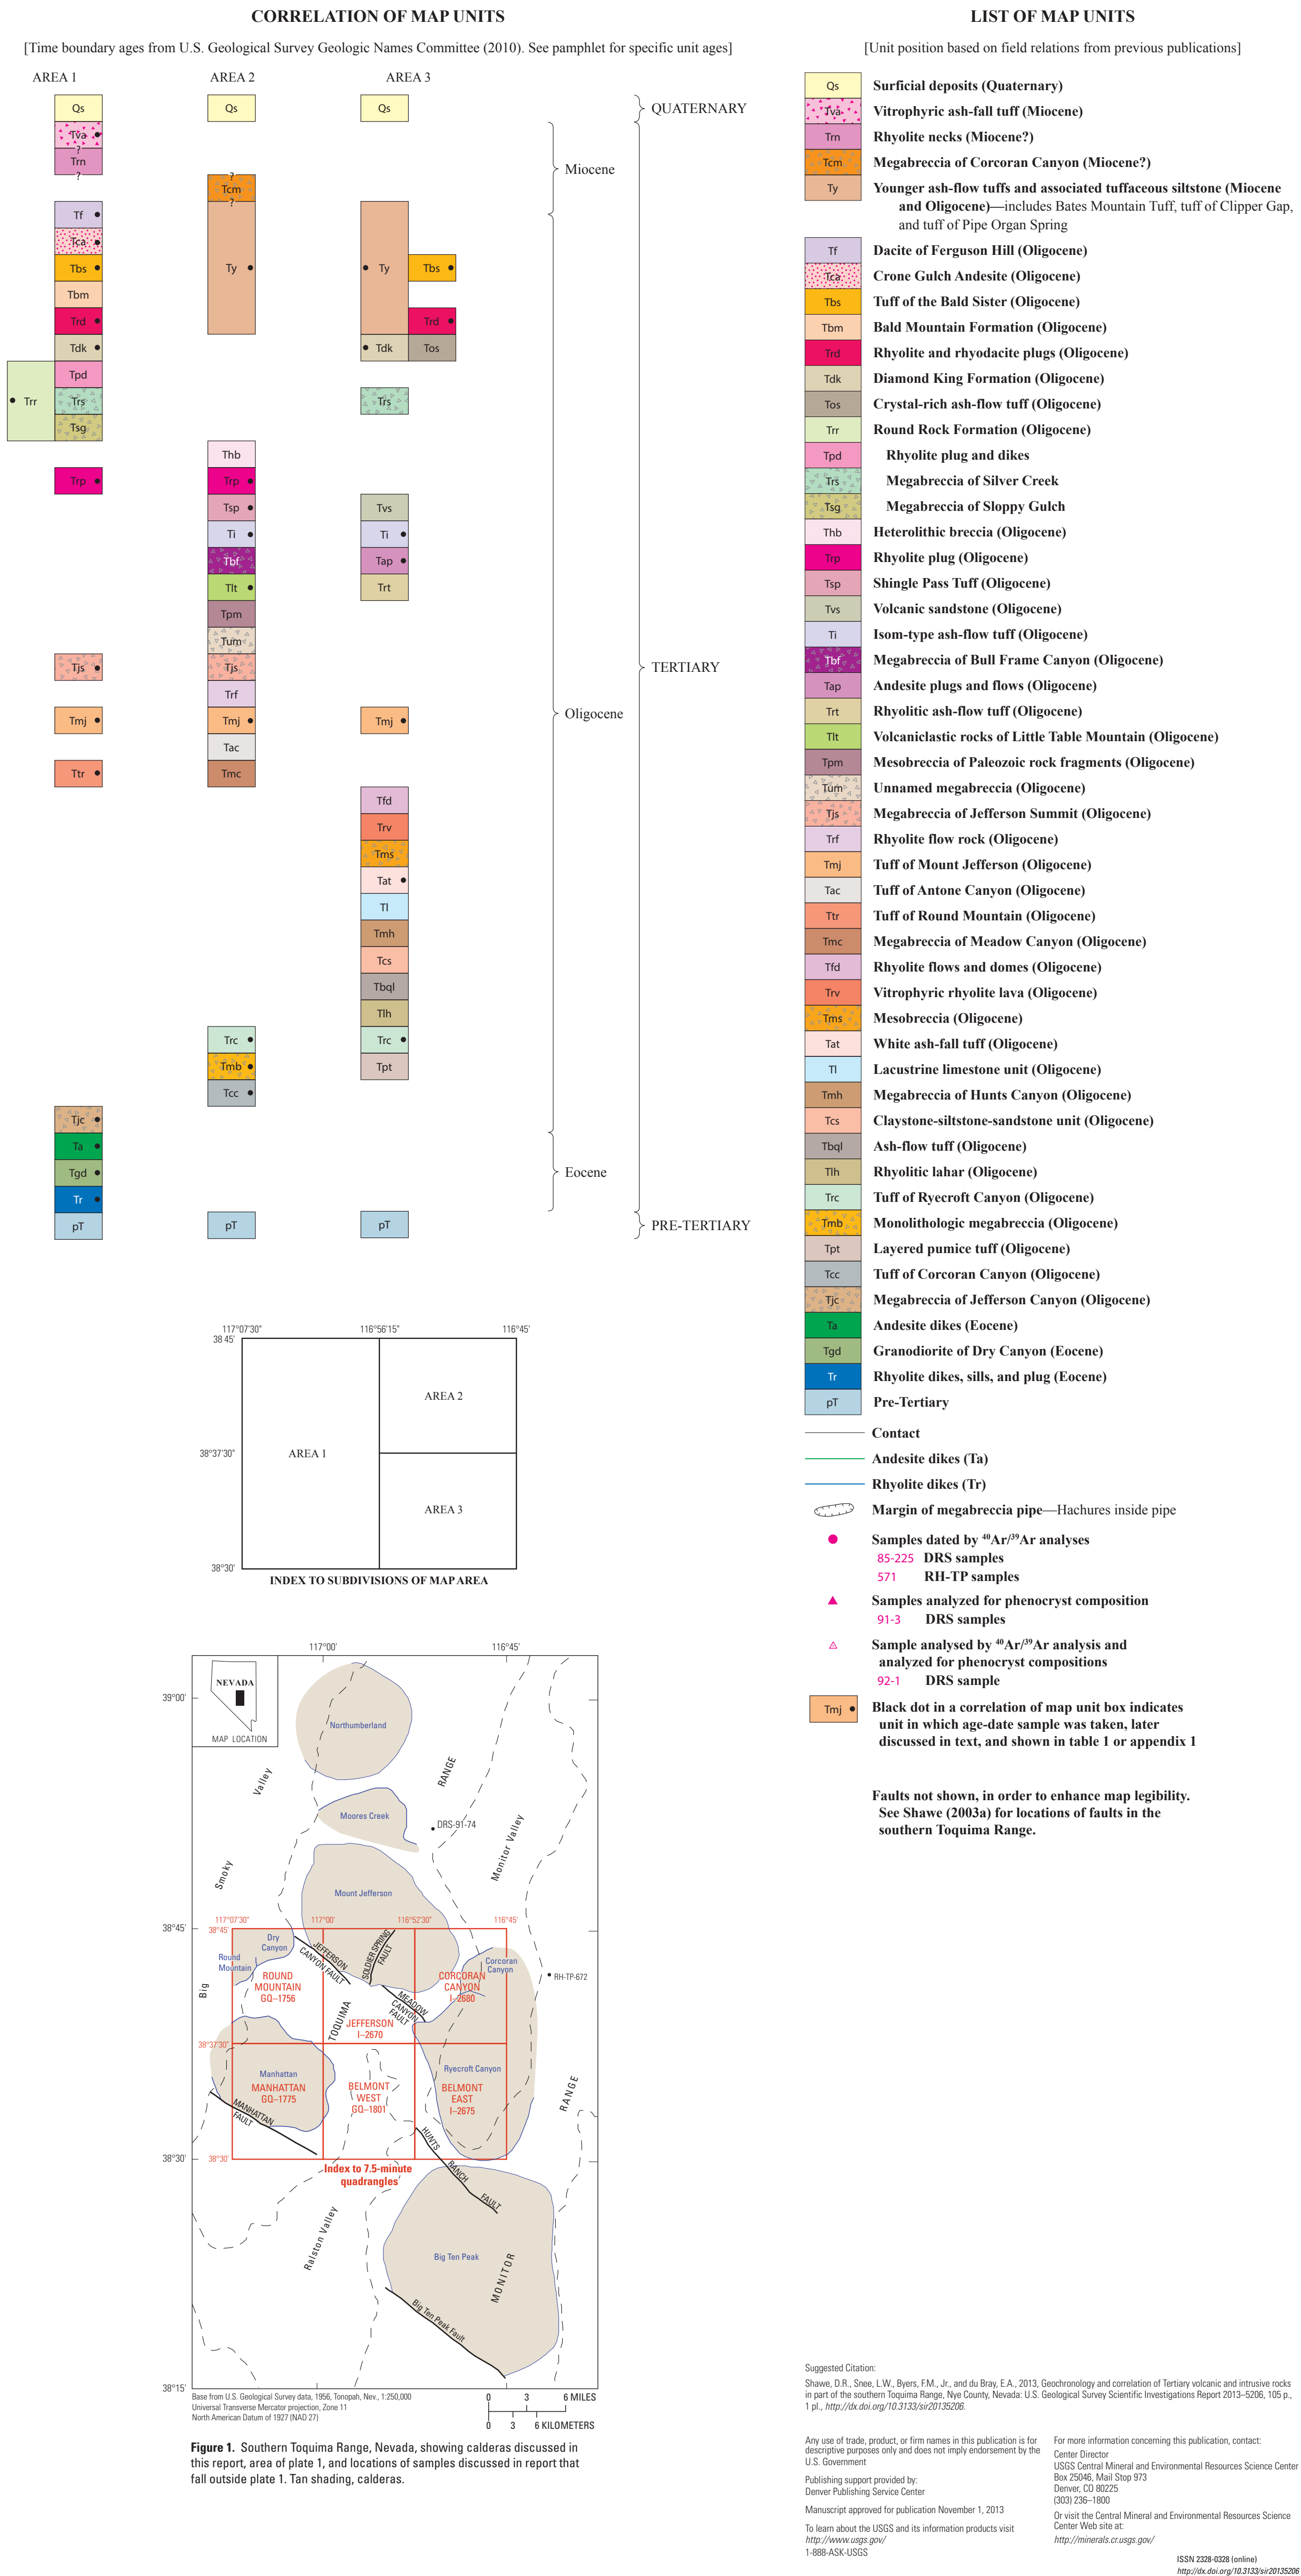 CORRELATION OF MAP UNITS
[Time boundary ages from U.S. Geological Survey Geologic Names Committee (2010). See pamphlet for specific unit ages]
AREA 1
AREA 2
AREA 3
Qs
Qs
Qs
QUATERNARY
Tva
?
Trn
?
Miocene
?
Tcm
?
Tf
Tca
Tbs
Ty
Ty
Tbs
Tbm
Trd
Trd
Tdk
Tdk
Tos
Tpd
Trr
Trs
Trs
Tsg
Thb
Trp
Trp
Tsp
Tvs
Ti
Ti
Tbf
Tap
Tlt
Trt
Tpm
Tum
Tjs
Tjs
TERTIARY
Trf
Oligocene
Tmj
Tmj
Tmj
Tac
Ttr
Tmc
Tfd
Trv
Tms
Tat
Tl
Tmh
Tcs
Tbql
Tlh
Trc
Trc
Tmb
Tpt
Tcc
Tjc
Ta
Tgd
Eocene
Tr
pT
pT
pT
PRE-TERTIARY
117°07'30"
116°56'15"
116°45'
38 45'
AREA 2
38°37'30"
AREA 1
AREA 3
38°30'
INDEX TO SUBDIVISIONS OF MAP AREA
117°00'
116°45'
NEVADA
MAP LOCATION
39°00'
Northumberland
Valley
RANGE
Moores Creek
DRS-91-74
Monitor Valley
Smoky
Mount Jefferson
38°45'
117°07'30"
117°00'
116°52'30"
116°45'
38°45'
Dry
Canyon
JEFFERSON
CANYON FAULT
SOLDIER SPRING
FAULT
Round
Mountain
Corcoran
Canyon
RH-TP-672
ROUND
MOUNTAIN
GQ–1756
CORCORAN
CANYON
I–2680
Big
MEADOW
CANYON
FAULT
TOQUIMA
JEFFERSON
I–2670
38°37'30"
Manhattan
MANHATTAN
GQ–1775
Ryecroft Canyon
BELMONT
WEST
GQ–1801
BELMONT
EAST
I–2675
RANGE
MANHATTAN
FAULT
HUNTS
RANCH
FAULT
38°30'
38°30'
Index to 7.5-minute
quadrangles
Ralston Valley
Big Ten Peak
MONITOR
Big Ten Peak Fault
38°15'
Base from U.S. Geological Survey data, 1956, Tonopah, Nev., 1:250,000
Universal Transverse Mercator projection, Zone 11
North American Datum of 1927 (NAD 27)
0 3 6 MILES
0 3 6 KILOMETERS
Figure 1. Southern Toquima Range, Nevada, showing calderas discussed in
this report, area of plate 1, and locations of samples discussed in report that
fall outside plate 1. Tan shading, calderas.
LIST OF MAP UNITS
[Unit position based on field relations from previous publications]
Qs Surficial deposits (Quaternary)
Tva Vitrophyric ash-fall tuff (Miocene)
Trn Rhyolite necks (Miocene?)
Tcm Megabreccia of Corcoran Canyon (Miocene?)
Ty Younger ash-flow tuffs and associated tuffaceous siltstone (Miocene
and Oligocene)—includes Bates Mountain Tuff, tuff of Clipper Gap,
and tuff of Pipe Organ Spring
Tf Dacite of Ferguson Hill (Oligocene)
Tca Crone Gulch Andesite (Oligocene)
Tbs Tuff of the Bald Sister (Oligocene)
Tbm Bald Mountain Formation (Oligocene)
Trd Rhyolite and rhyodacite plugs (Oligocene)
Tdk Diamond King Formation (Oligocene)
Tos Crystal-rich ash-flow tuff (Oligocene)
Trr Round Rock Formation (Oligocene)
Tpd Rhyolite plug and dikes
Trs Megabreccia of Silver Creek
Tsg Megabreccia of Sloppy Gulch
Thb Heterolithic breccia (Oligocene)
Trp Rhyolite plug (Oligocene)
Tsp Shingle Pass Tuff (Oligocene)
Tvs Volcanic sandstone (Oligocene)
Ti Isom-type ash-flow tuff (Oligocene)
Tbf Megabreccia of Bull Frame Canyon (Oligocene)
Tap Andesite plugs and flows (Oligocene)
Trt Rhyolitic ash-flow tuff (Oligocene)
Tlt Volcaniclastic rocks of Little Table Mountain (Oligocene)
Tpm Mesobreccia of Paleozoic rock fragments (Oligocene)
Tum Unnamed megabreccia (Oligocene)
Tjs Megabreccia of Jefferson Summit (Oligocene)
Trf Rhyolite flow rock (Oligocene)
Tmj Tuff of Mount Jefferson (Oligocene)
Tac Tuff of Antone Canyon (Oligocene)
Ttr Tuff of Round Mountain (Oligocene)
Tmc Megabreccia of Meadow Canyon (Oligocene)
Tfd Rhyolite flows and domes (Oligocene)
Trv Vitrophyric rhyolite lava (Oligocene)
Tms Mesobreccia (Oligocene)
Tat White ash-fall tuff (Oligocene)
Tl Lacustrine limestone unit (Oligocene)
Tmh Megabreccia of Hunts Canyon (Oligocene)
Tcs Claystone-siltstone-sandstone unit (Oligocene)
Tbql Ash-flow tuff (Oligocene)
Tlh Rhyolitic lahar (Oligocene)
Trc Tuff of Ryecroft Canyon (Oligocene)
Tmb Monolithologic megabreccia (Oligocene)
Tpt Layered pumice tuff (Oligocene)
Tcc Tuff of Corcoran Canyon (Oligocene)
Tjc Megabreccia of Jefferson Canyon (Oligocene)
Ta Andesite dikes (Eocene)
Tgd Granodiorite of Dry Canyon (Eocene)
Tr Rhyolite dikes, sills, and plug (Eocene)
pT Pre-Tertiary
Contact
Andesite dikes (Ta)
Rhyolite dikes (Tr)
Margin of megabreccia pipe—Hachures inside pipe
Samples dated by ⁴⁰Ar/³⁹Ar analyses
85-225 DRS samples
571 RH-TP samples
Samples analyzed for phenocryst composition
91-3 DRS samples
Sample analysed by ⁴⁰Ar/³⁹Ar analysis and
analyzed for phenocryst compositions
92-1 DRS sample
Tmj Black dot in a correlation of map unit box indicates
unit in which age-date sample was taken, later
discussed in text, and shown in table 1 or appendix 1
Faults not shown, in order to enhance map legibility.
See Shawe (2003a) for locations of faults in the
southern Toquima Range.
Suggested Citation:
Shawe, D.R., Snee, L.W., Byers, F.M., Jr., and du Bray, E.A., 2013, Geochronology and correlation of Tertiary volcanic and intrusive rocks
in part of the southern Toquima Range, Nye County, Nevada: U.S. Geological Survey Scientific Investigations Report 2013–5206, 105 p.,
1 pl., http://dx.doi.org/10.3133/sir20135206.
Any use of trade, product, or firm names in this publication is for
descriptive purposes only and does not imply endorsement by the
U.S. Government
Publishing support provided by:
Denver Publishing Service Center
Manuscript approved for publication November 1, 2013
To learn about the USGS and its information products visit
http://www.usgs.gov/
1-888-ASK-USGS
For more information concerning this publication, contact:
Center Director
USGS Central Mineral and Environmental Resources Science Center
Box 25046, Mail Stop 973
Denver, CO 80225
(303) 236–1800
Or visit the Central Mineral and Environmental Resources Science
Center Web site at:
http://minerals.cr.usgs.gov/
ISSN 2328-0328 (online)
http://dx.doi.org/10.3133/sir20135206